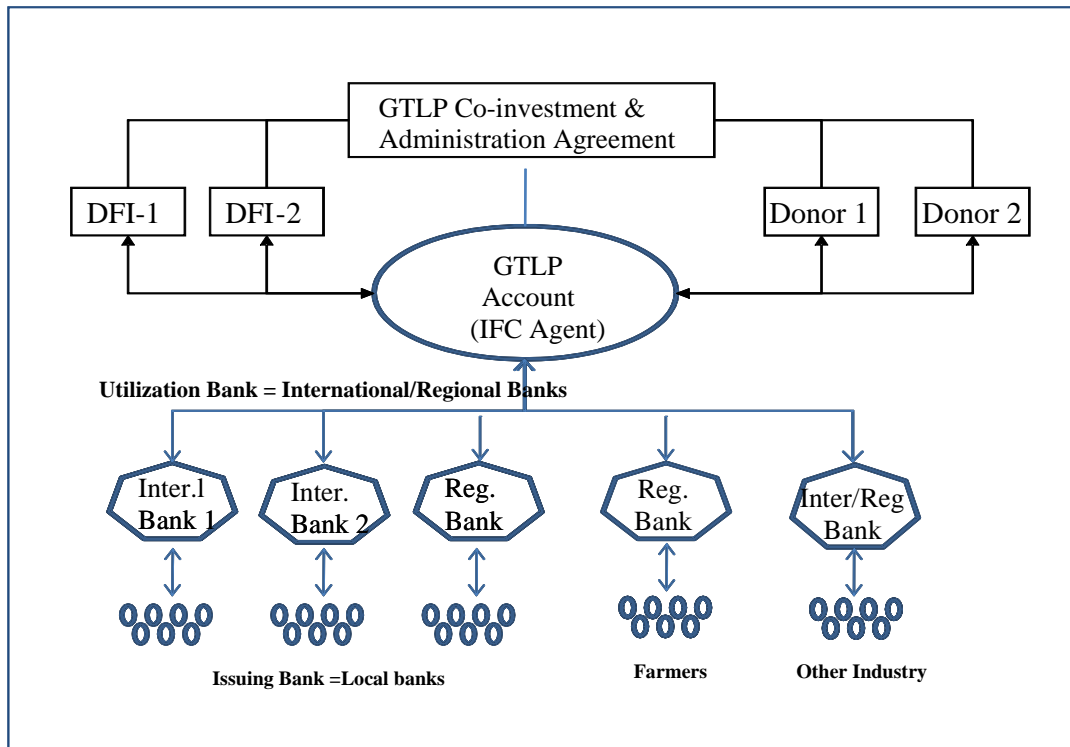 GTLP Co-investment &
Administration Agreement
DFI-1
DFI-2
Donor 1
Donor 2
GTLP
Account
(IFC Agent)
Utilization Bank = International/Regional Banks
Inter.l
Bank 1
Inter.
Bank 2
Reg.
Bank
Reg.
Bank
Inter/Reg
Bank
Issuing Bank =Local banks
Farmers
Other Industry